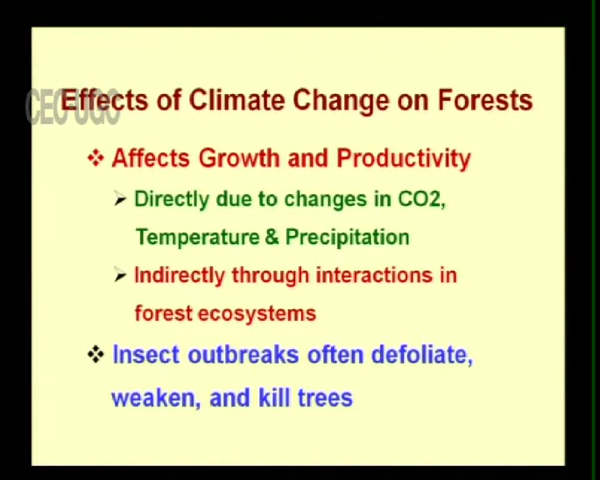 CEC UGC
Effects of Climate Change on Forests
❖ Affects Growth and Productivity
➢ Directly due to changes in CO2,
Temperature & Precipitation
➢ Indirectly through interactions in
forest ecosystems
❖ Insect outbreaks often defoliate,
weaken, and kill trees